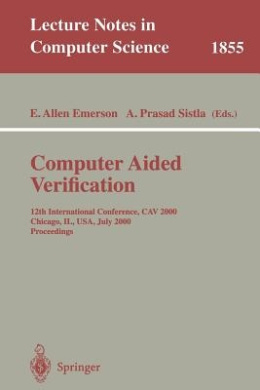 Lecture Notes in
Computer Science 1855
E. Allen Emerson A. Prasad Sistla (Eds.)
Computer Aided
Verification
12th International Conference, CAV 2000
Chicago, IL, USA, July 2000
Proceedings
Springer